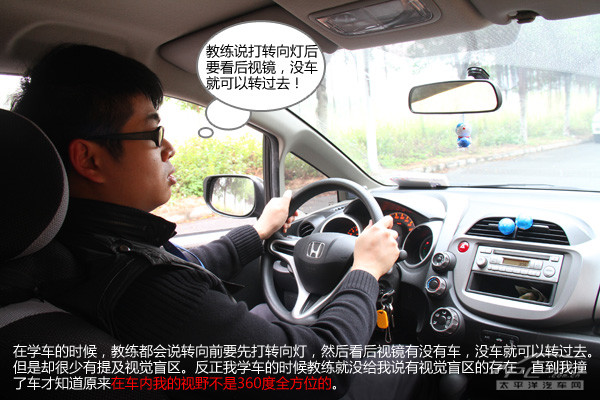 教练说打转向灯后
要看后视镜，没车
就可以转过去！
在学车的时候，教练都会说转向前要先打转向灯，然后看后视镜有没有车，没车就可以转过去。
但是却很少有提及视觉盲区。反正我学车的时候教练就没给我说有视觉盲区的存在，直到我撞
了车才知道原来在车内我的视野不是360度全方位的。
太平洋汽车网